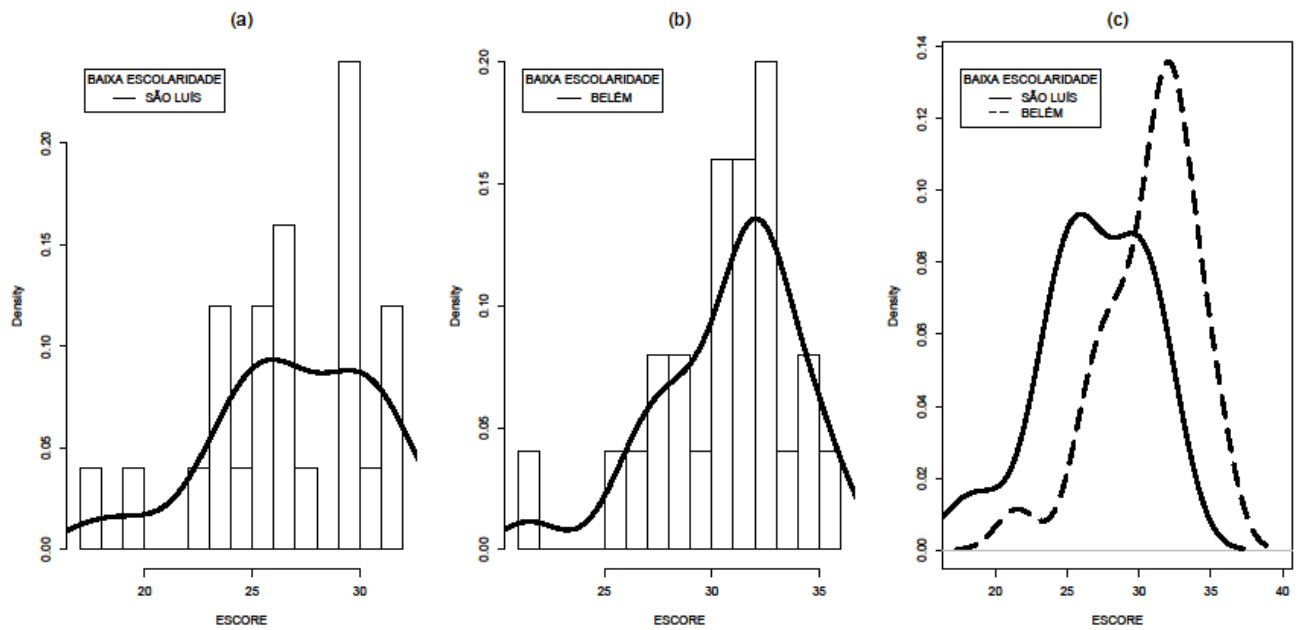 (a)
BAIXA ESCOLARIDADE
SÃO LUÍS
Density
0.00
0.05
0.10
0.15
0.20
20
25
30
ESCORE
(b)
BAIXA ESCOLARIDADE
BELÉM
Density
0.00
0.05
0.10
0.15
0.20
25
30
35
ESCORE
(c)
BAIXA ESCOLARIDADE
SÃO LUÍS
BELÉM
Density
0.00
0.02
0.04
0.06
0.08
0.10
0.12
0.14
20
25
30
35
40
ESCORE